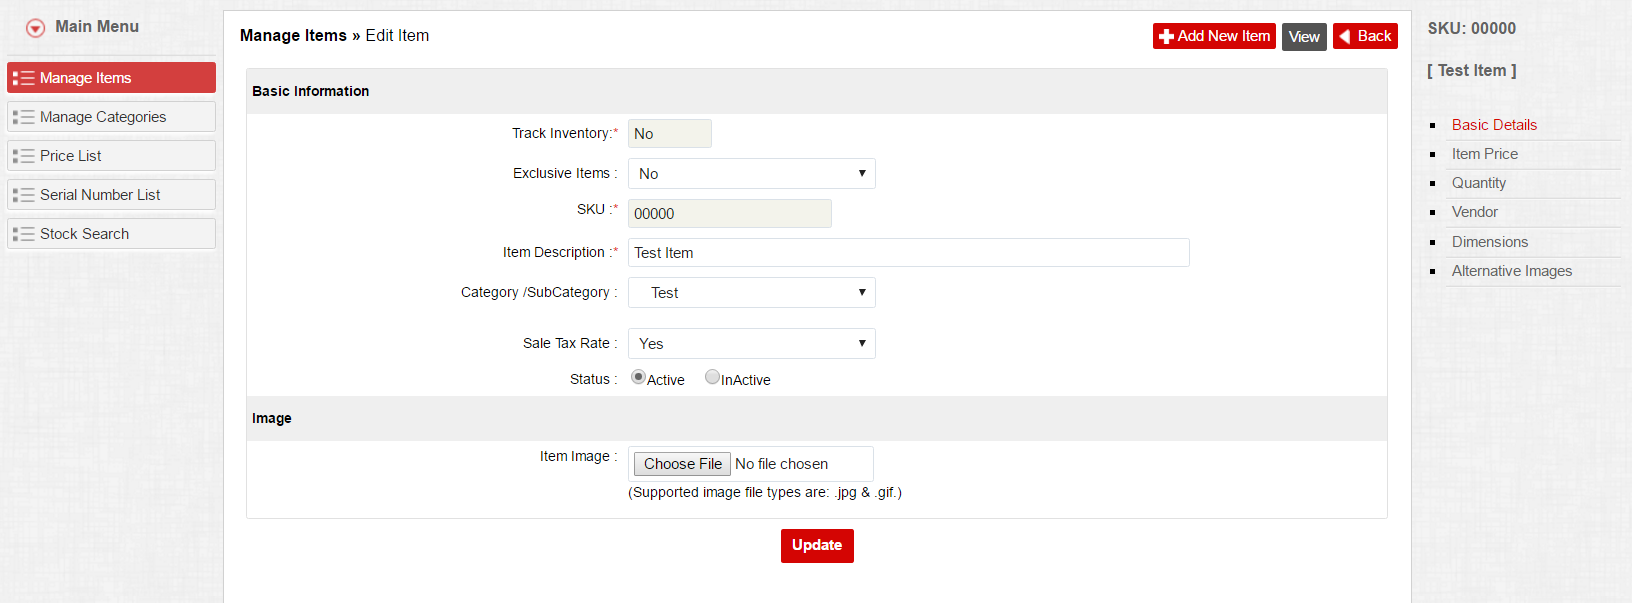 Main Menu
Manage Items
Manage Categories
Price List
Serial Number List
Stock Search
Manage Items » Edit Item
Add New Item
View
Back
Basic Information
Track Inventory:* No
Exclusive Items : No
SKU :* 00000
Item Description :* Test Item
Category /SubCategory : Test
Sale Tax Rate : Yes
Status : Active InActive
Image
Item Image : Choose File No file chosen
(Supported image file types are: .jpg & .gif.)
Update
SKU: 00000
[ Test Item ]
Basic Details
Item Price
Quantity
Vendor
Dimensions
Alternative Images